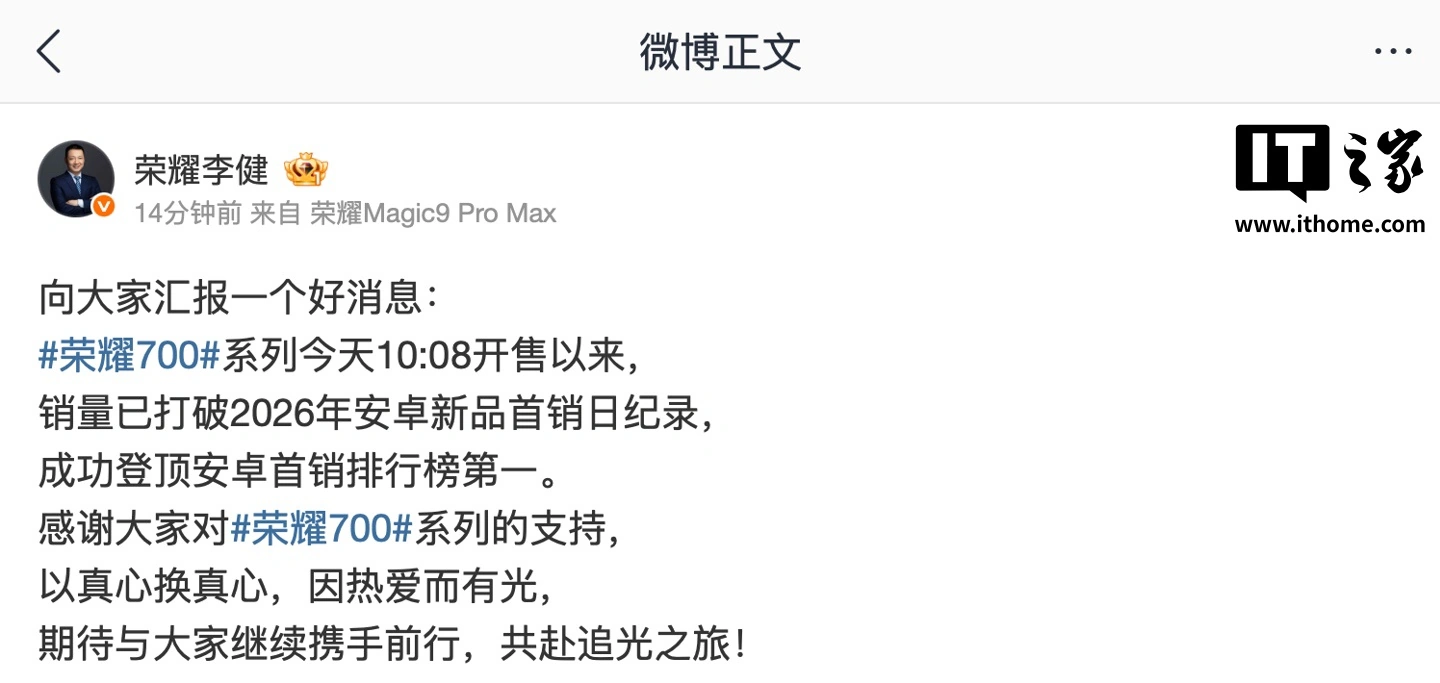 微博正文
荣耀李健
14分钟前 来自 荣耀Magic9 Pro Max
IT之家
www.ithome.com
向大家汇报一个好消息：
#荣耀700#系列今天10:08开售以来，
销量已打破2026年安卓新品首销日纪录，
成功登顶安卓首销排行榜第一。
感谢大家对#荣耀700#系列的支持，
以真心换真心，因热爱而有光，
期待与大家继续携手前行，共赴追光之旅！